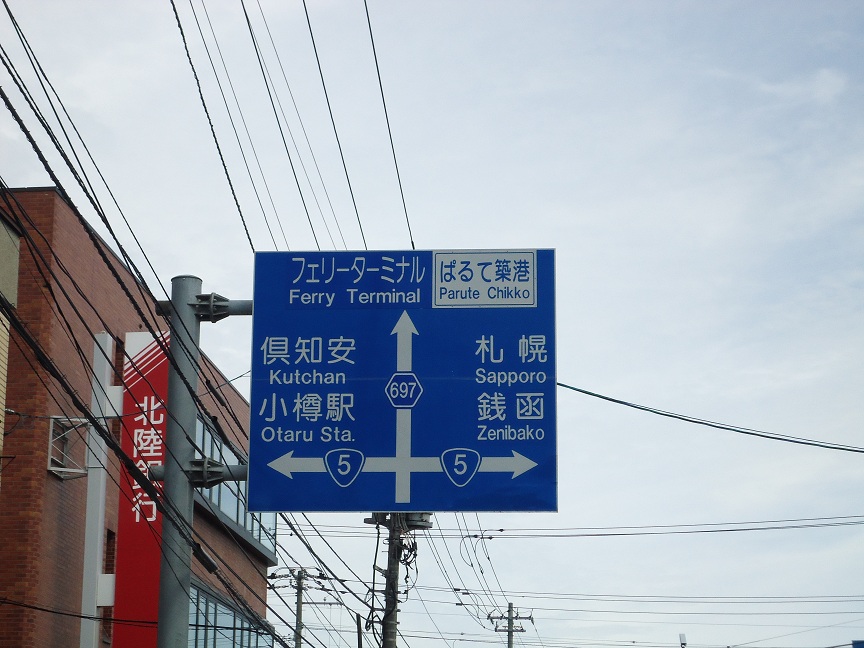 フェリーターミナル
Ferry Terminal
ぱるて築港
Parute Chikko
倶知安
Kutchan
小樽駅
Otaru Sta.
札幌
Sapporo
銭函
Zenibako
697
5
5
北陸銀行